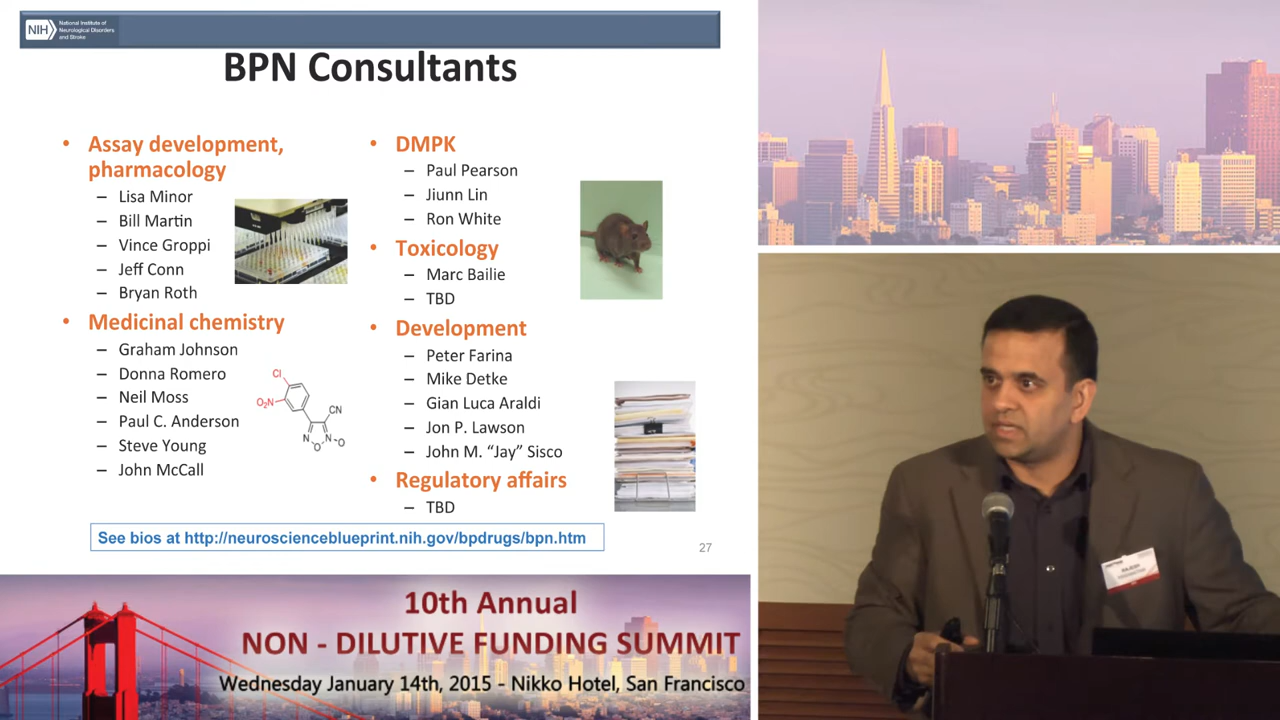 NIH
National Institute of
Neurological Disorders
and Stroke
BPN Consultants
• Assay development,
pharmacology
– Lisa Minor
– Bill Martin
– Vince Groppi
– Jeff Conn
– Bryan Roth
• Medicinal chemistry
– Graham Johnson
– Donna Romero
– Neil Moss
– Paul C. Anderson
– Steve Young
– John McCall
Cl
O₂N
CN
N
N
O
O
• DMPK
– Paul Pearson
– Jiunn Lin
– Ron White
• Toxicology
– Marc Bailie
– TBD
• Development
– Peter Farina
– Mike Detke
– Gian Luca Araldi
– Jon P. Lawson
– John M. “Jay” Sisco
• Regulatory affairs
– TBD
See bios at http://neuroscienceblueprint.nih.gov/bpdrugs/bpn.htm
27
10th Annual
NON - DILUTIVE FUNDING SUMMIT
Wednesday January 14th, 2015 - Nikko Hotel, San Francisco